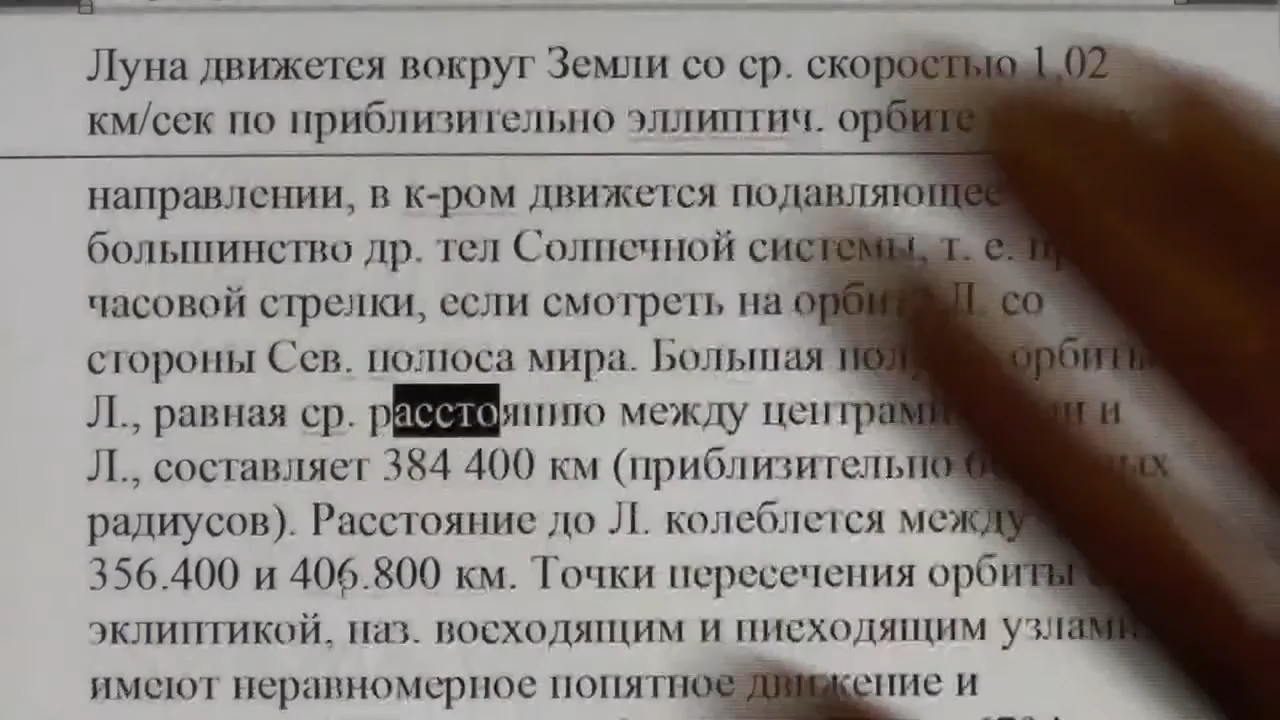 Луна движется вокруг Земли со ср. скоростью 1,02
км/сек по приблизительно эллиптич. орбите
направлении, в к-ром движется подавляющее
большинство др. тел Солнечной системы, т. е.
часовой стрелки, если смотреть на орбиту Л. со
стороны Сев. полюса мира. Большая орбиты
Л., равная ср. расстоянию между центрами и
Л., составляет 384 400 км (приблизительно
радиусов). Расстояние до Л. колеблется между
356.400 и 406.800 км. Точки пересечения орбиты
эклиптикой, наз. восходящим и нисходящим узлами
имеют неравномерное попятное движение и